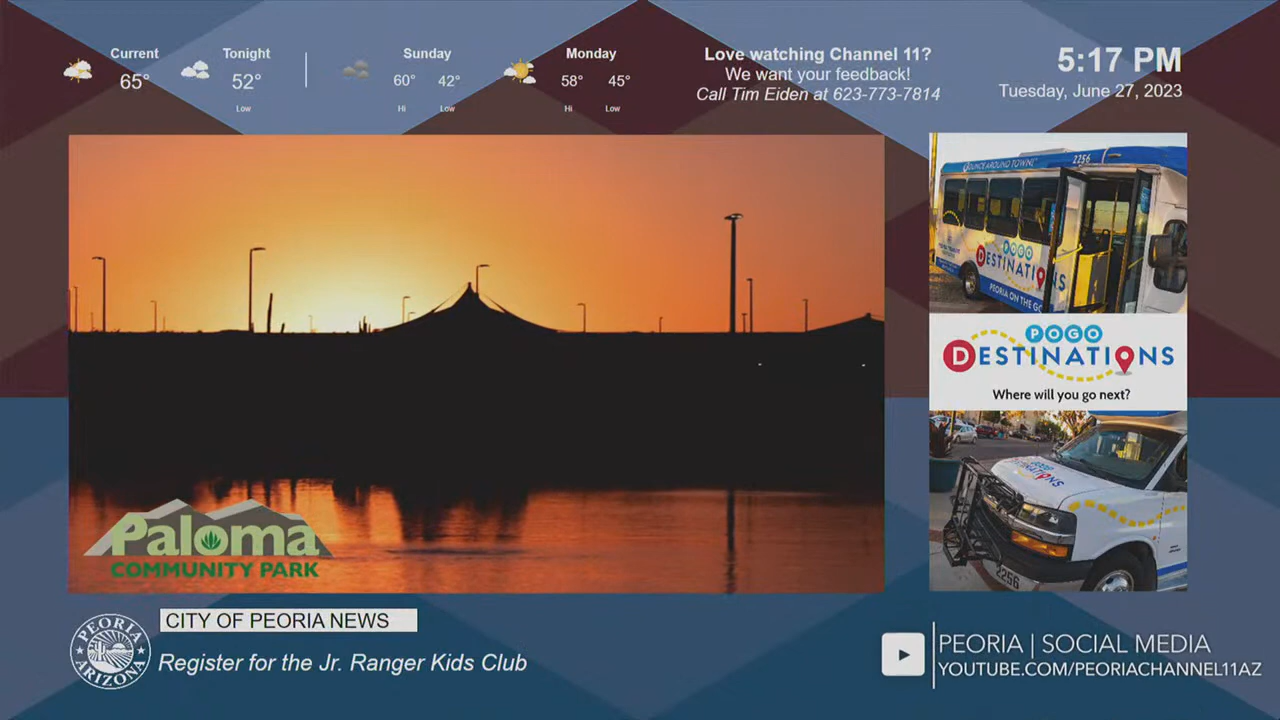 Current
65°
Tonight
52°
Low
Sunday
60° 42°
Hi Low
Monday
58° 45°
Hi Low
Love watching Channel 11?
We want your feedback!
Call Tim Eiden at 623-773-7814
5:17 PM
Tuesday, June 27, 2023
BOUNCE AROUND TOWN!
2256
POGO
DESTINATIONS
PEORIA ON THE GO
POGO
DESTINATIONS
Where will you go next?
POGO
DESTINATIONS
2256
Paloma
COMMUNITY PARK
PEORIA
ARIZONA
CITY OF PEORIA NEWS
Register for the Jr. Ranger Kids Club
PEORIA | SOCIAL MEDIA
YOUTUBE.COM/PEORIACHANNEL11AZ